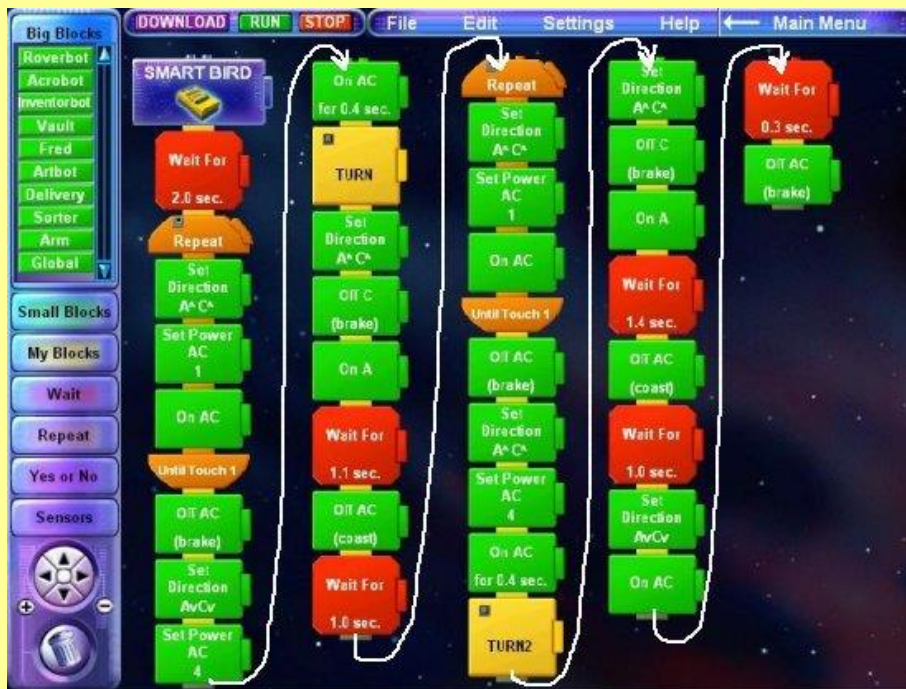 DOWNLOAD RUN STOP File Edit Settings Help Main Menu
Big Blocks
Roverbot
Acrobot
Inventorbot
Vault
Fred
Artbot
Delivery
Sorter
Arm
Global
Small Blocks
My Blocks
Wait
Repeat
Yes or No
Sensors
SMART BIRD
Wait For
2.0 sec.
Repeat
Set
Direction
A^ C^
Set Power
AC
1
On AC
Until Touch 1
Off AC
(brake)
Set
Direction
AvCv
Set Power
AC
4
On AC
for 0.4 sec.
TURN
Set
Direction
A^ C^
Off C
(brake)
On A
Wait For
1.1 sec.
Off AC
(coast)
Wait For
1.0 sec.
Repeat
Set
Direction
A^ C^
Set Power
AC
1
On AC
Until Touch 1
Off AC
(brake)
Set
Direction
A^ C^
Set Power
AC
4
On AC
for 0.4 sec.
TURN2
Set
Direction
A^ C^
Off C
(brake)
On A
Wait For
1.4 sec.
Off AC
(coast)
Wait For
1.0 sec.
Set
Direction
AvCv
On AC
Wait For
0.3 sec.
Off AC
(brake)